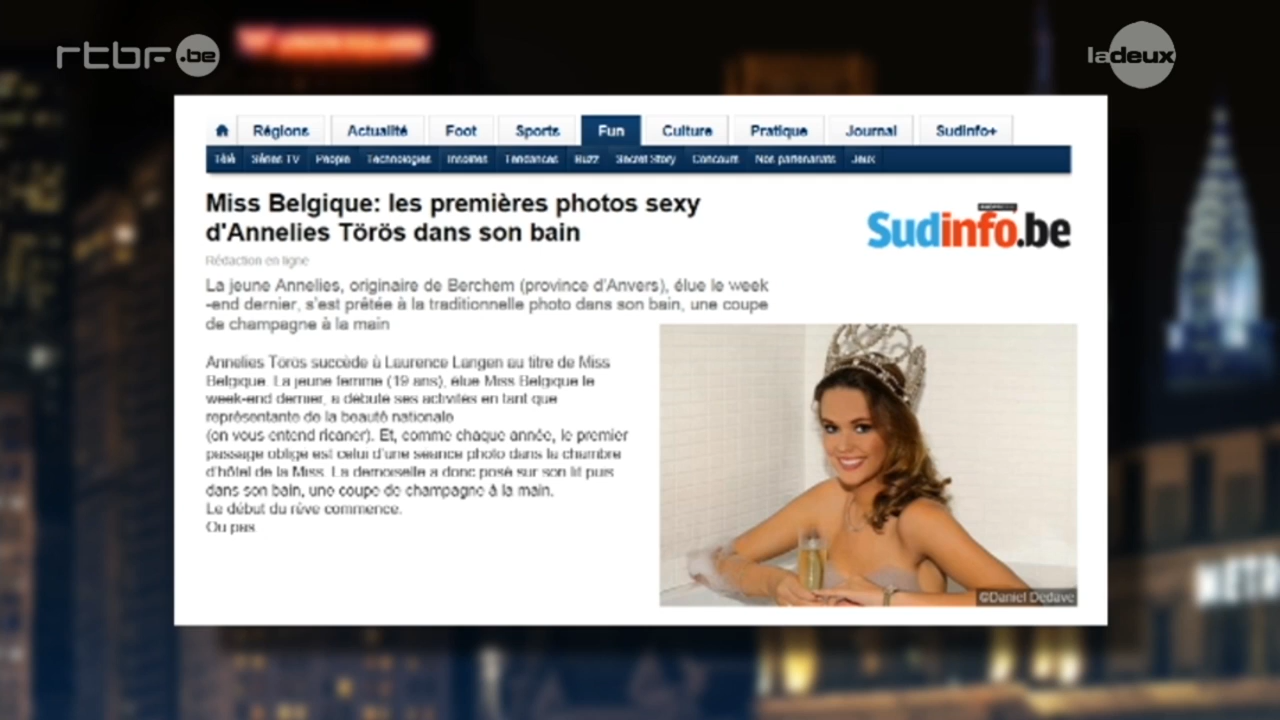 rtbf.be
ladeux
Régions Actualité Foot Sports Fun Culture Pratique Journal Sudinfo+
Télé Séries TV People Technologies Insolites Tendances Buzz Secret Story Concours Nos partenariats Jeux
Miss Belgique: les premières photos sexy
d'Annelies Törös dans son bain
Sudinfo.be
Rédaction en ligne
La jeune Annelies, originaire de Berchem (province d'Anvers), élue le week
-end dernier, s'est prêtée à la traditionnelle photo dans son bain, une coupe
de champagne à la main
Annelies Törös succède à Laurence Langen au titre de Miss
Belgique. La jeune femme (19 ans), élue Miss Belgique le
week-end dernier, a débuté ses activités en tant que
représentante de la beauté nationale
(on vous entend ricaner). Et, comme chaque année, le premier
passage obligé est celui d'une séance photo dans la chambre
d'hôtel de la Miss. La demoiselle a donc posé sur son lit puis
dans son bain, une coupe de champagne à la main.
Le début du rêve commence.
Ou pas.
©Daniel Dedave